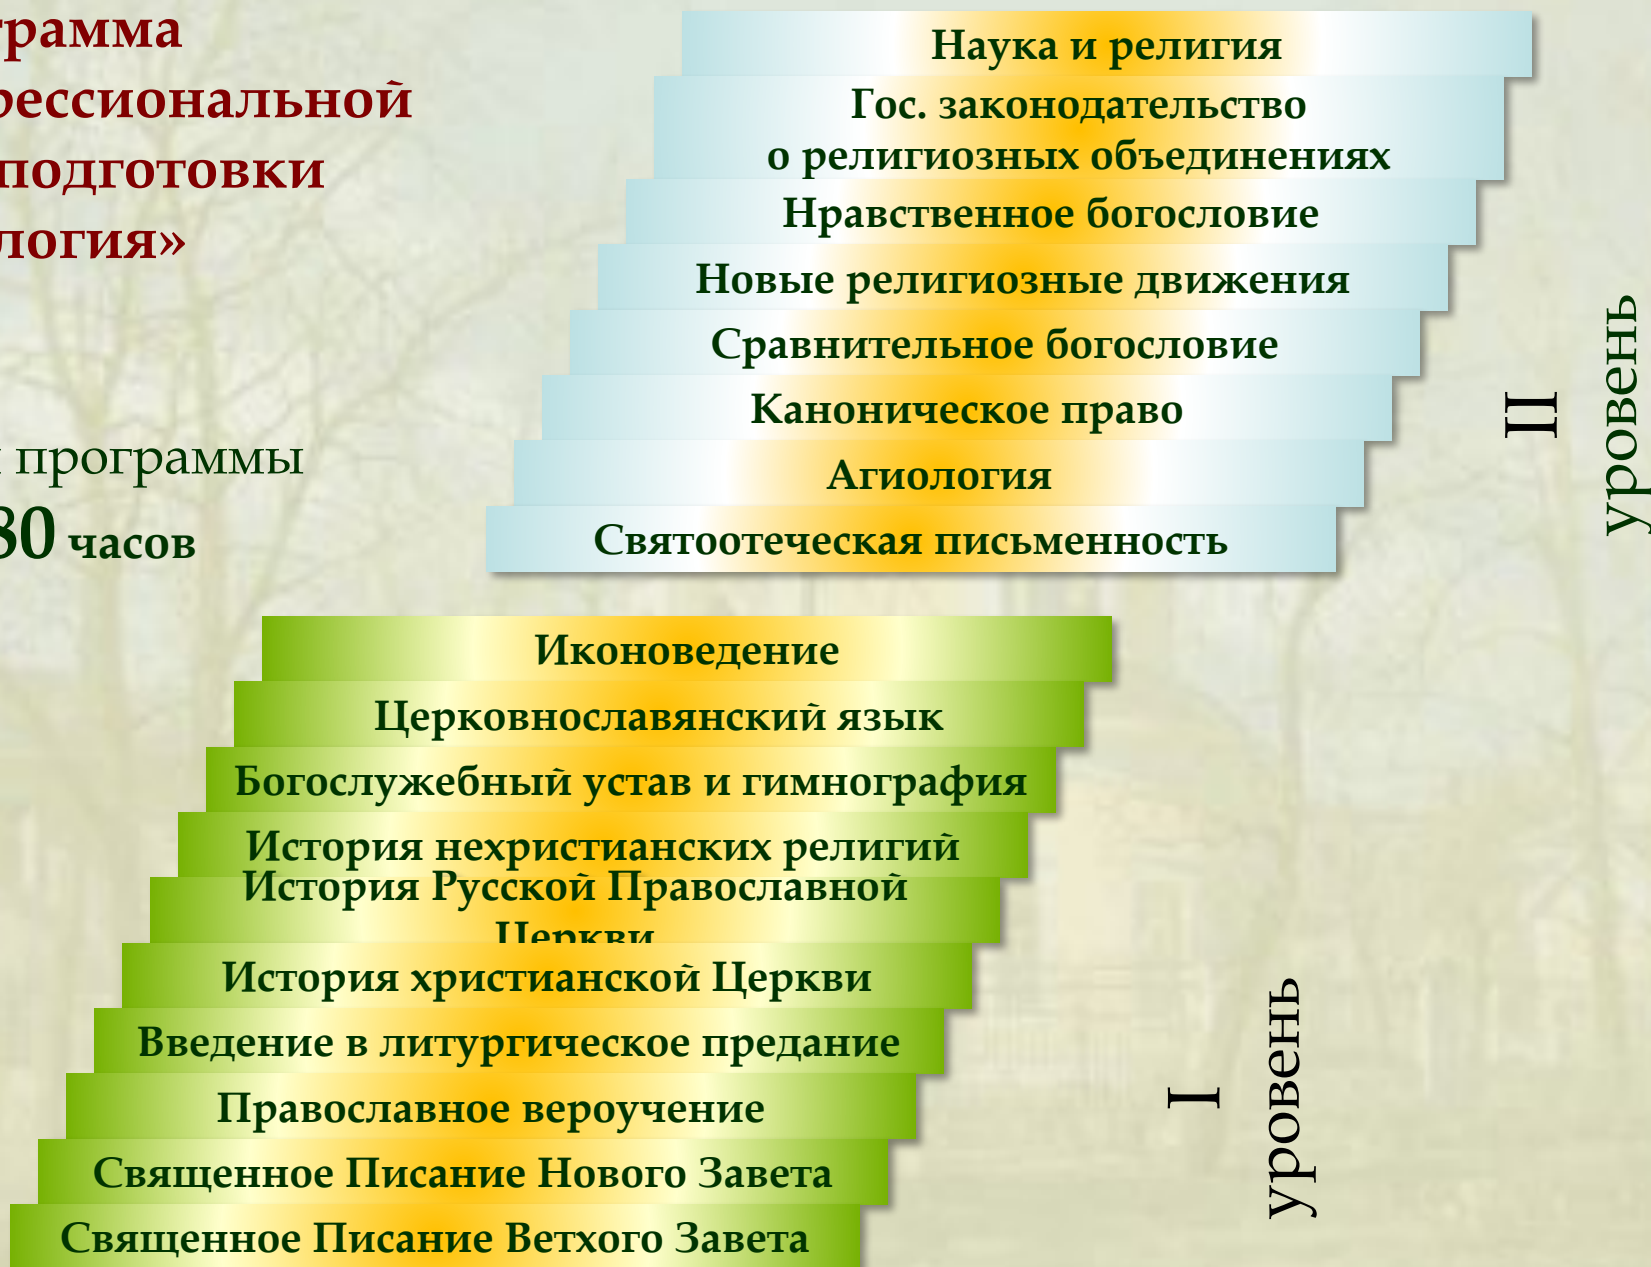 грамма
рессиональной
подготовки
логия»
программы
80 часов
Наука и религия
Гос. законодательство
о религиозных объединениях
Нравственное богословие
Новые религиозные движения
Сравнительное богословие
Каноническое право
Агиология
Святоотеческая письменность
II
уровень
Иконоведение
Церковнославянский язык
Богослужебный устав и гимнография
История нехристианских религий
История Русской Православной
Церкви
История христианской Церкви
Введение в литургическое предание
Православное вероучение
Священное Писание Нового Завета
Священное Писание Ветхого Завета
I
уровень